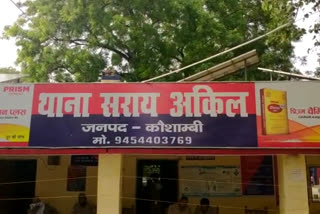 PRISM
थाना सराय अकिल
जनपद - कौशाम्बी
मो. 9454403769